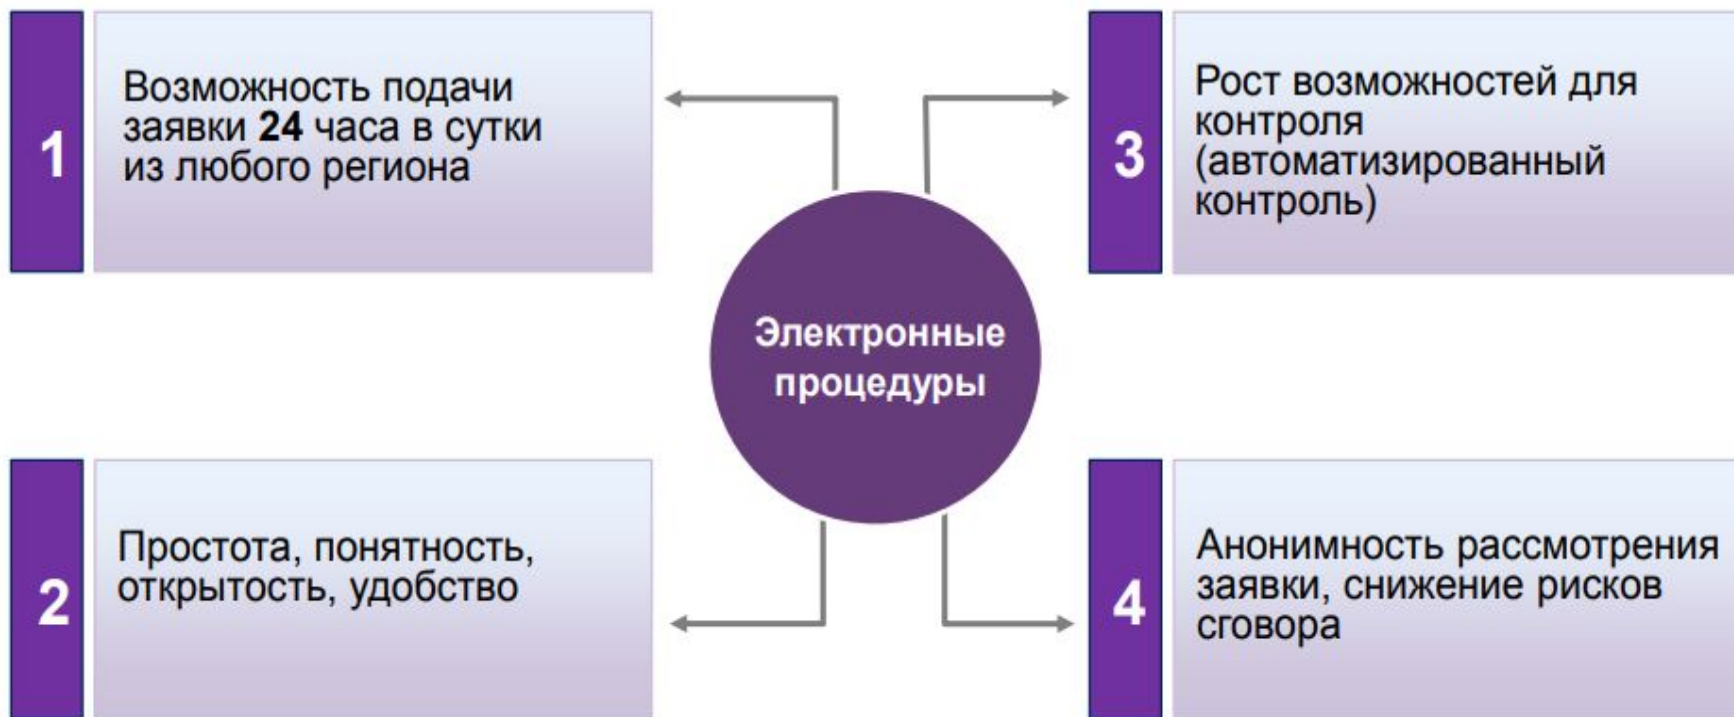 1
Возможность подачи
заявки 24 часа в сутки
из любого региона
2
Простота, понятность,
открытость, удобство
Электронные
процедуры
3
Рост возможностей для
контроля
(автоматизированный
контроль)
4
Анонимность рассмотрения
заявки, снижение рисков
сговора